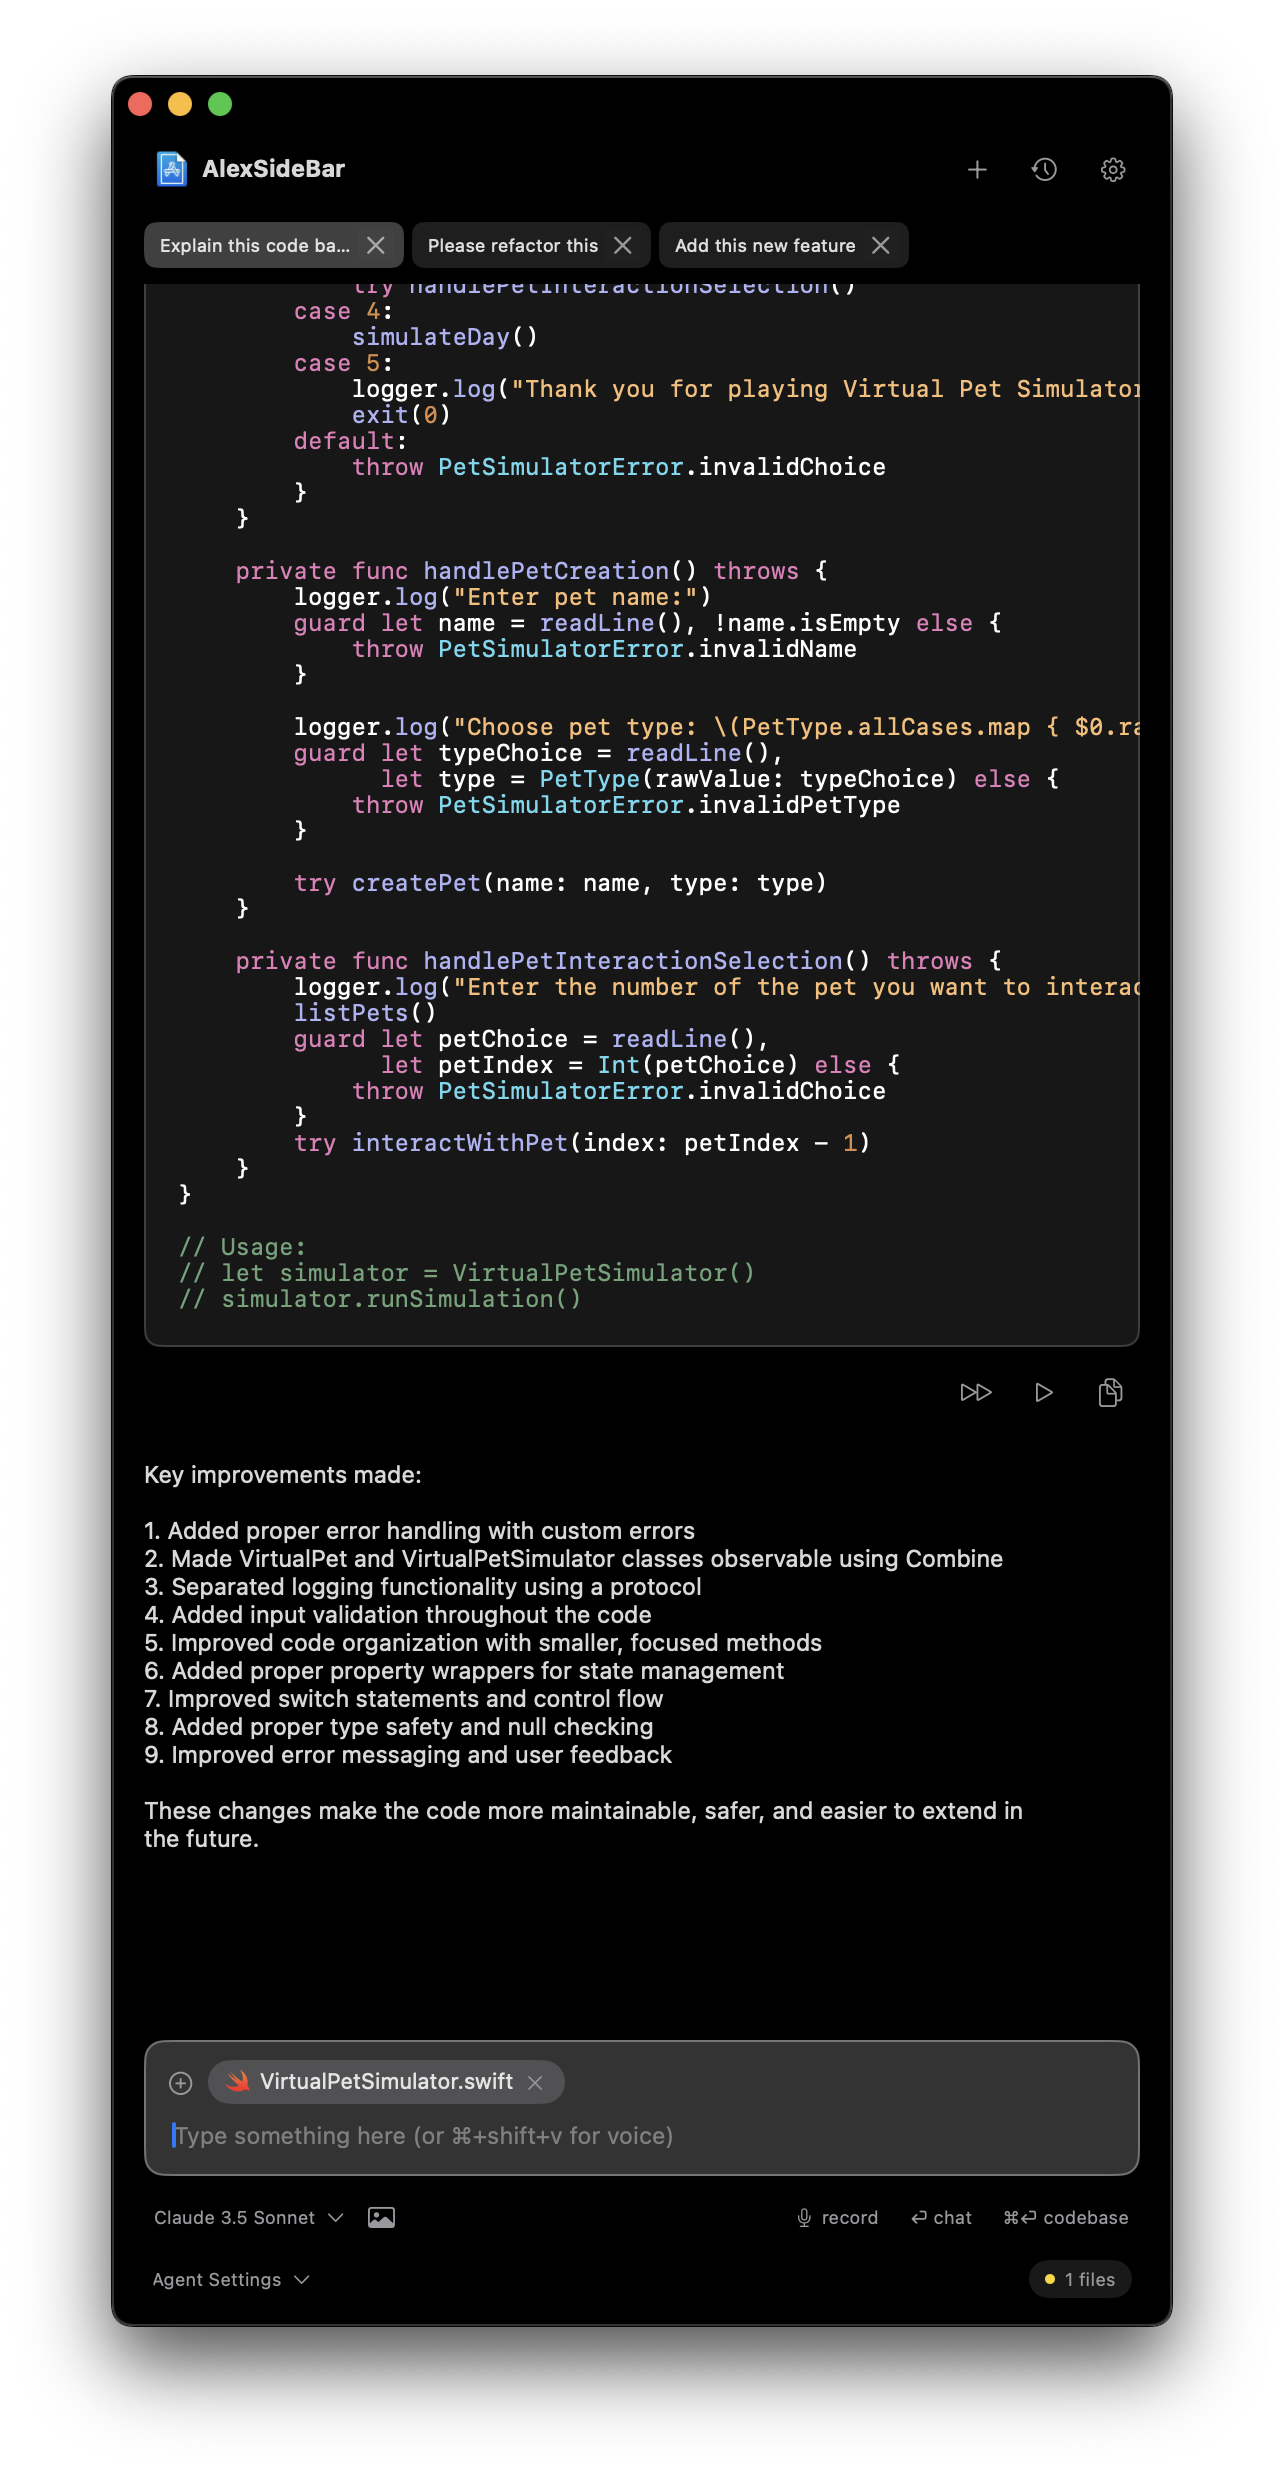 AlexSideBar
Explain this code ba...
Please refactor this
Add this new feature
try handlePetInteractionSelection()
case 4:
simulateDay()
case 5:
logger.log("Thank you for playing Virtual Pet Simulator
exit(0)
default:
throw PetSimulatorError.invalidChoice
}
}
private func handlePetCreation() throws {
logger.log("Enter pet name:")
guard let name = readLine(), !name.isEmpty else {
throw PetSimulatorError.invalidName
}
logger.log("Choose pet type: \(PetType.allCases.map { $0.ra
guard let typeChoice = readLine(),
let type = PetType(rawValue: typeChoice) else {
throw PetSimulatorError.invalidPetType
}
try createPet(name: name, type: type)
}
private func handlePetInteractionSelection() throws {
logger.log("Enter the number of the pet you want to interac
listPets()
guard let petChoice = readLine(),
let petIndex = Int(petChoice) else {
throw PetSimulatorError.invalidChoice
}
try interactWithPet(index: petIndex - 1)
}
}
// Usage:
// let simulator = VirtualPetSimulator()
// simulator.runSimulation()
Key improvements made:
1. Added proper error handling with custom errors
2. Made VirtualPet and VirtualPetSimulator classes observable using Combine
3. Separated logging functionality using a protocol
4. Added input validation throughout the code
5. Improved code organization with smaller, focused methods
6. Added proper property wrappers for state management
7. Improved switch statements and control flow
8. Added proper type safety and null checking
9. Improved error messaging and user feedback
These changes make the code more maintainable, safer, and easier to extend in
the future.
VirtualPetSimulator.swift
Type something here (or ⌘+shift+v for voice)
Claude 3.5 Sonnet
record
⏎ chat
⌘⏎ codebase
Agent Settings
1 files